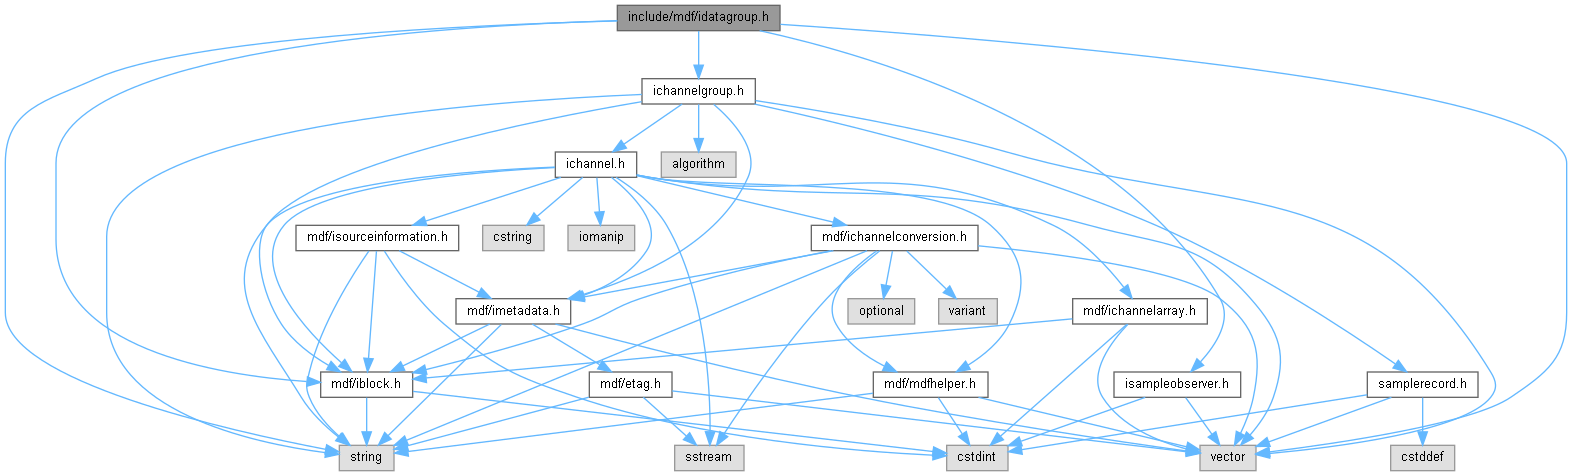 include/mdf/idatagroup.h
ichannelgroup.h
ichannel.h
algorithm
mdf/isourceinformation.h
cstring
iomanip
mdf/ichannelconversion.h
mdf/imetadata.h
optional
variant
mdf/ichannelarray.h
mdf/iblock.h
mdf/etag.h
mdf/mdfhelper.h
isampleobserver.h
samplerecord.h
string
sstream
cstdint
vector
cstddef